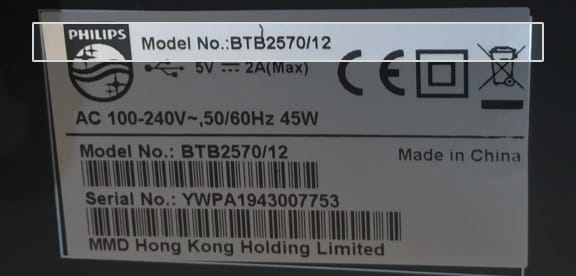 PHILIPS
Model No.:BTB2570/12
5V 2A(Max)
AC 100-240V~,50/60Hz 45W
Model No.: BTB2570/12
Made in China
Serial No.: YWPA1943007753
MMD Hong Kong Holding Limited